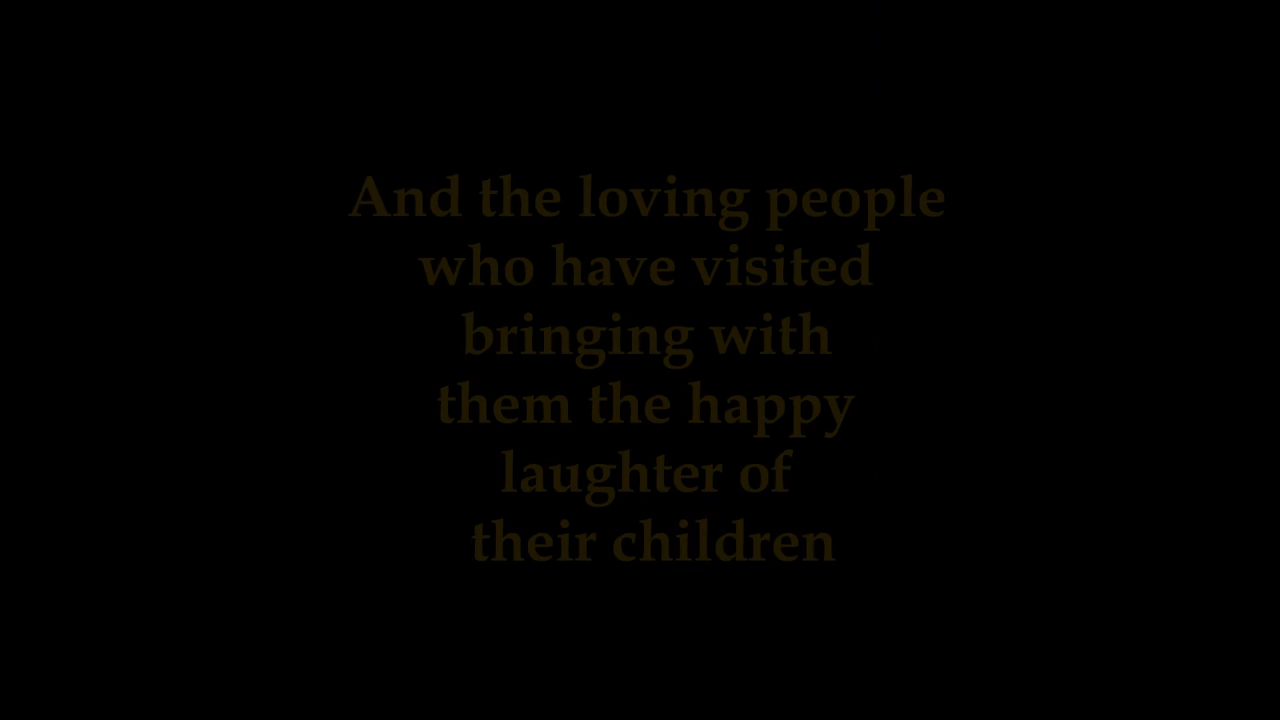 And the loving people
who have visited
bringing with
them the happy
laughter of
their children